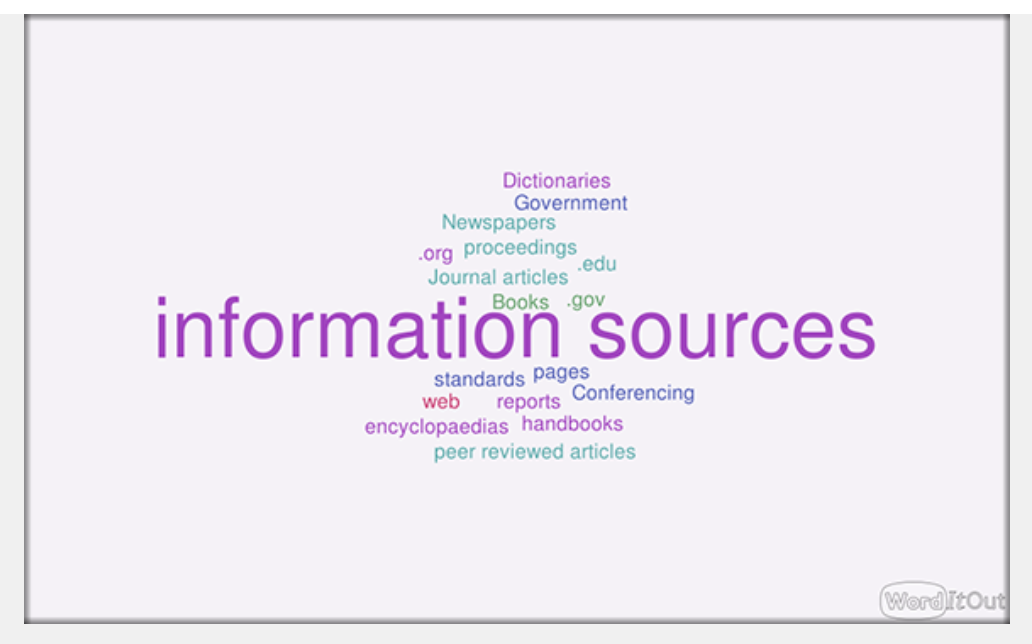 Dictionaries
Government
Newspapers
.org proceedings
.edu
Journal articles
Books .gov
information sources
standards pages
Conferencing
web reports
encyclopaedias handbooks
peer reviewed articles
WordItOut